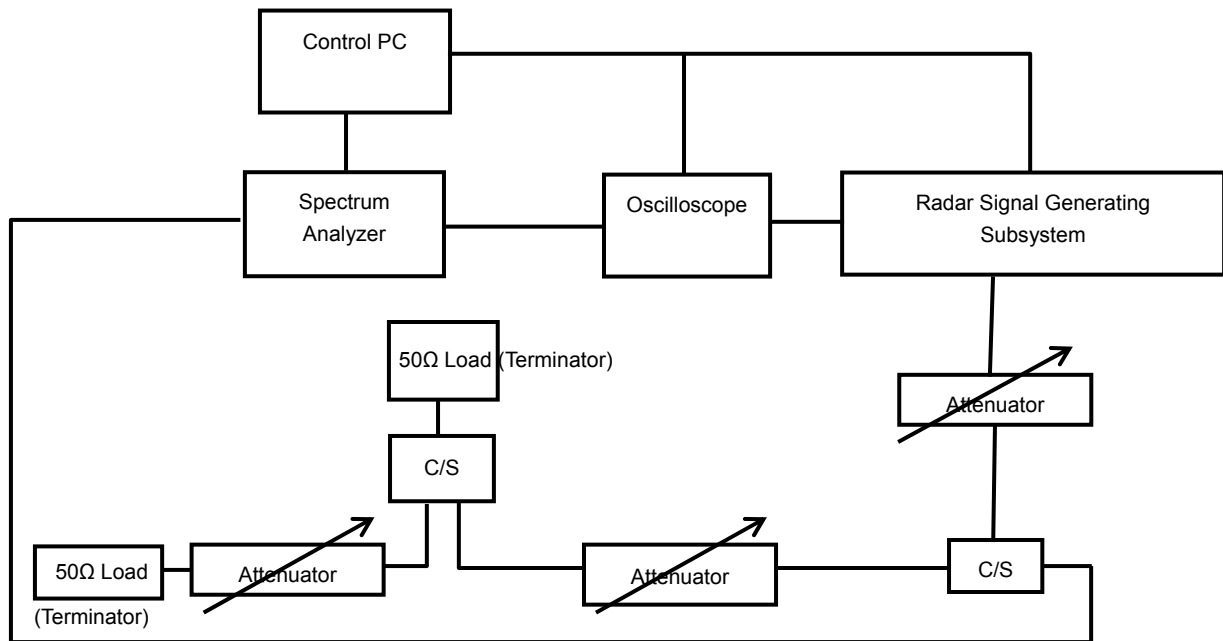 Control PC
Spectrum
Analyzer
Oscilloscope
Radar Signal Generating
Subsystem
50Ω Load (Terminator)
Attenuator
C/S
50Ω Load
(Terminator)
Attenuator
Attenuator
C/S